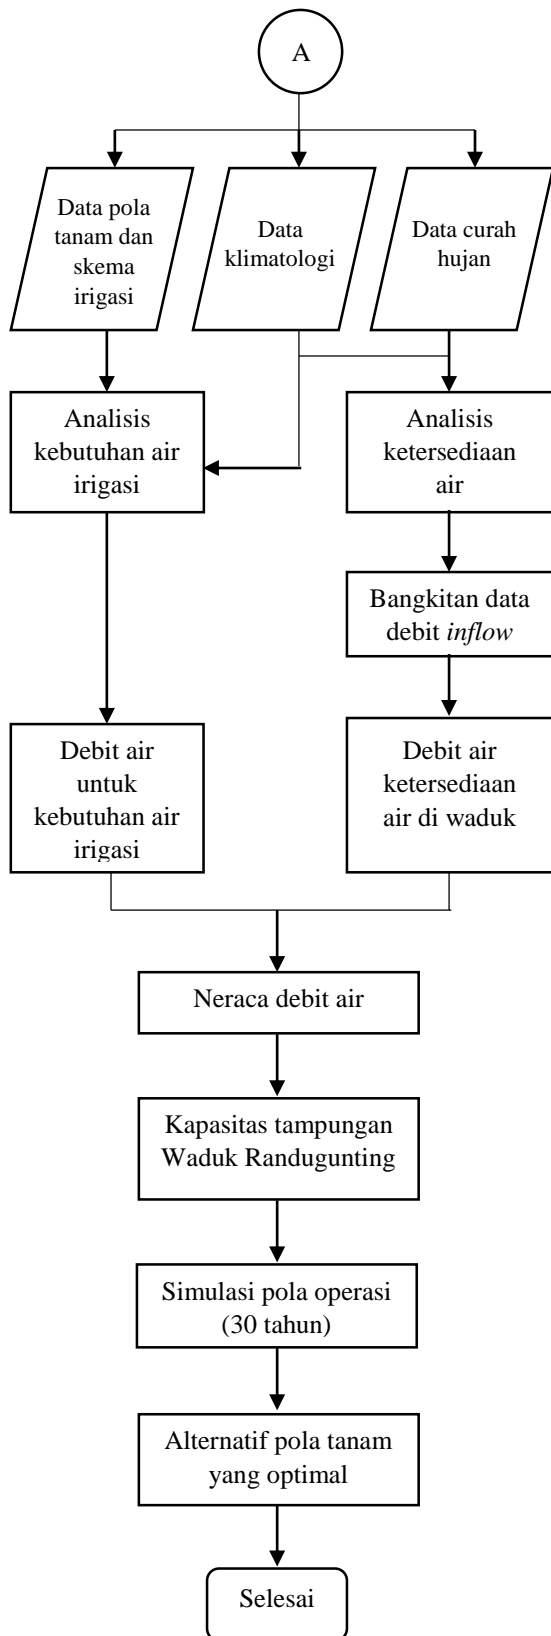 A
Data pola
tanam dan
skema
irigasi
Data
klimatologi
Data curah
hujan
Analisis
kebutuhan air
irigasi
Analisis
ketersediaan
air
Bangkitan data
debit inflow
Debit air
untuk
kebutuhan air
irigasi
Debit air
ketersediaan
air di waduk
Neraca debit air
Kapasitas tampungan
Waduk Randugunting
Simulasi pola operasi
(30 tahun)
Alternatif pola tanam
yang optimal
Selesai